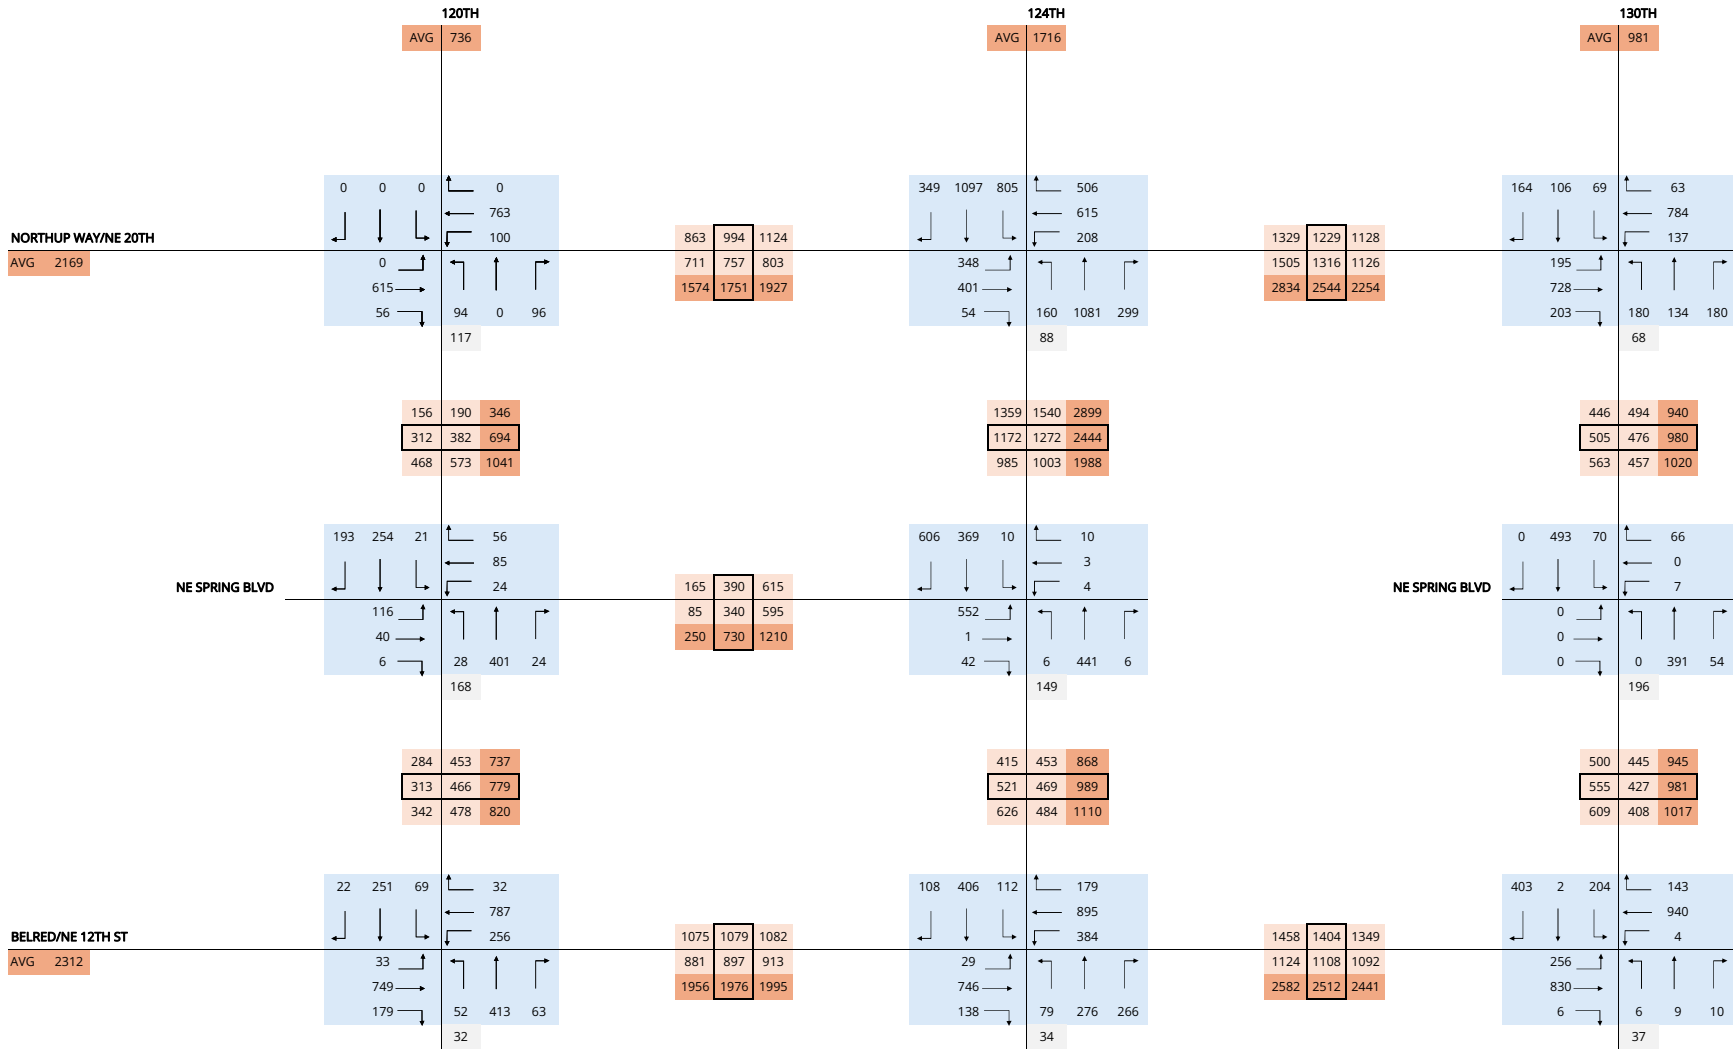 120TH 124TH 130TH
AVG 736 AVG 1716 AVG 981
0 0 0 0 349 1097 805 506 164 106 69 63
763 615 784
NORTHUP WAY/NE 20TH 100 863 994 1124 208 1329 1229 1128 137
AVG 2169 0 711 757 803 348 1505 1316 1126 195
615 1574 1751 1927 401 2834 2544 2254 728
56 94 0 96 54 160 1081 299 203 180 134 180
117 88 68
156 190 346 1359 1540 2899 446 494 940
312 382 694 1172 1272 2444 505 476 980
468 573 1041 985 1003 1988 563 457 1020
193 254 21 56 606 369 10 10 0 493 70 66
85 3 0
NE SPRING BLVD 24 165 390 615 4 NE SPRING BLVD 7
116 85 340 595 552 0
40 250 730 1210 1 0
6 28 401 24 42 6 441 6 0 0 391 54
168 149 196
284 453 737 415 453 868 500 445 945
313 466 779 521 469 989 555 427 981
342 478 820 626 484 1110 609 408 1017
22 251 69 32 108 406 112 179 403 2 204 143
787 895 940
BELRED/NE 12TH ST 256 1075 1079 1082 384 1458 1404 1349 4
AVG 2312 33 881 897 913 29 1124 1108 1092 256
749 1956 1976 1995 746 2582 2512 2441 830
179 52 413 63 138 79 276 266 6 6 9 10
32 34 37